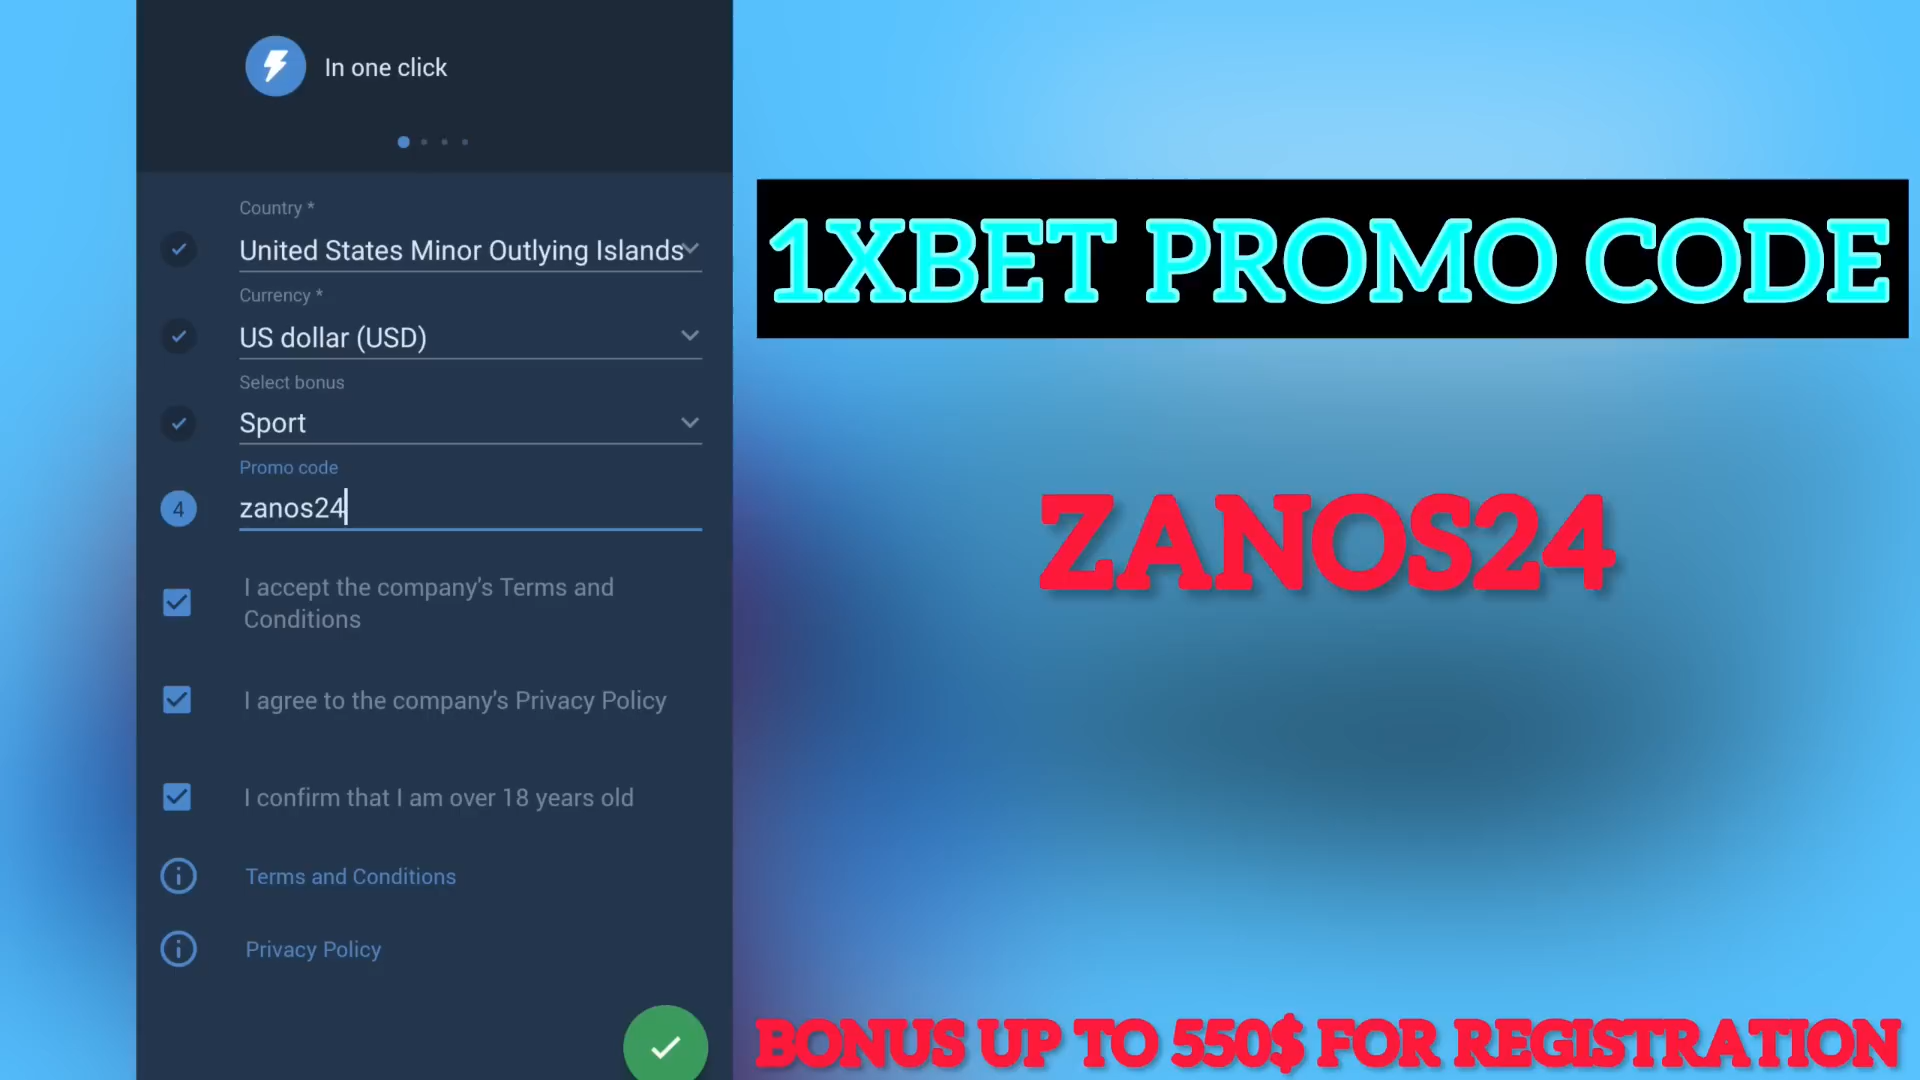 In one click
Country *
United States Minor Outlying Islands
Currency *
US dollar (USD)
Select bonus
Sport
Promo code
4
zanos24
I accept the company's Terms and
Conditions
I agree to the company's Privacy Policy
I confirm that I am over 18 years old
Terms and Conditions
Privacy Policy
1XBET PROMO CODE
ZANOS24
BONUS UP TO 550$ FOR REGISTRATION